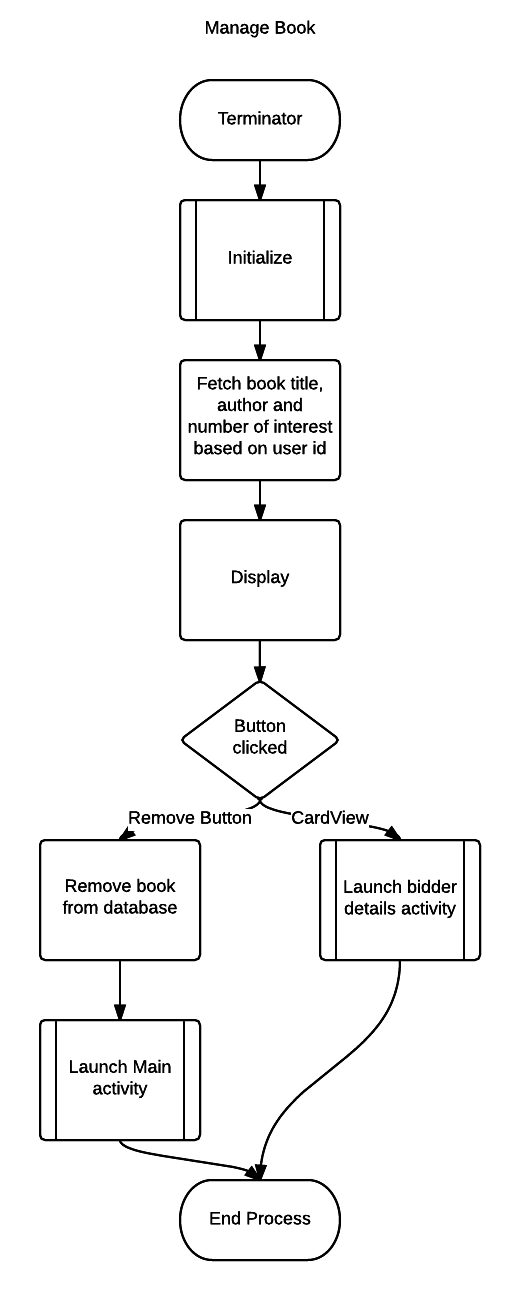 Manage Book
Terminator
Initialize
Fetch book title,
author and
number of interest
based on user id
Display
Button
clicked
Remove Button
CardView
Remove book
from database
Launch bidder
details activity
Launch Main
activity
End Process